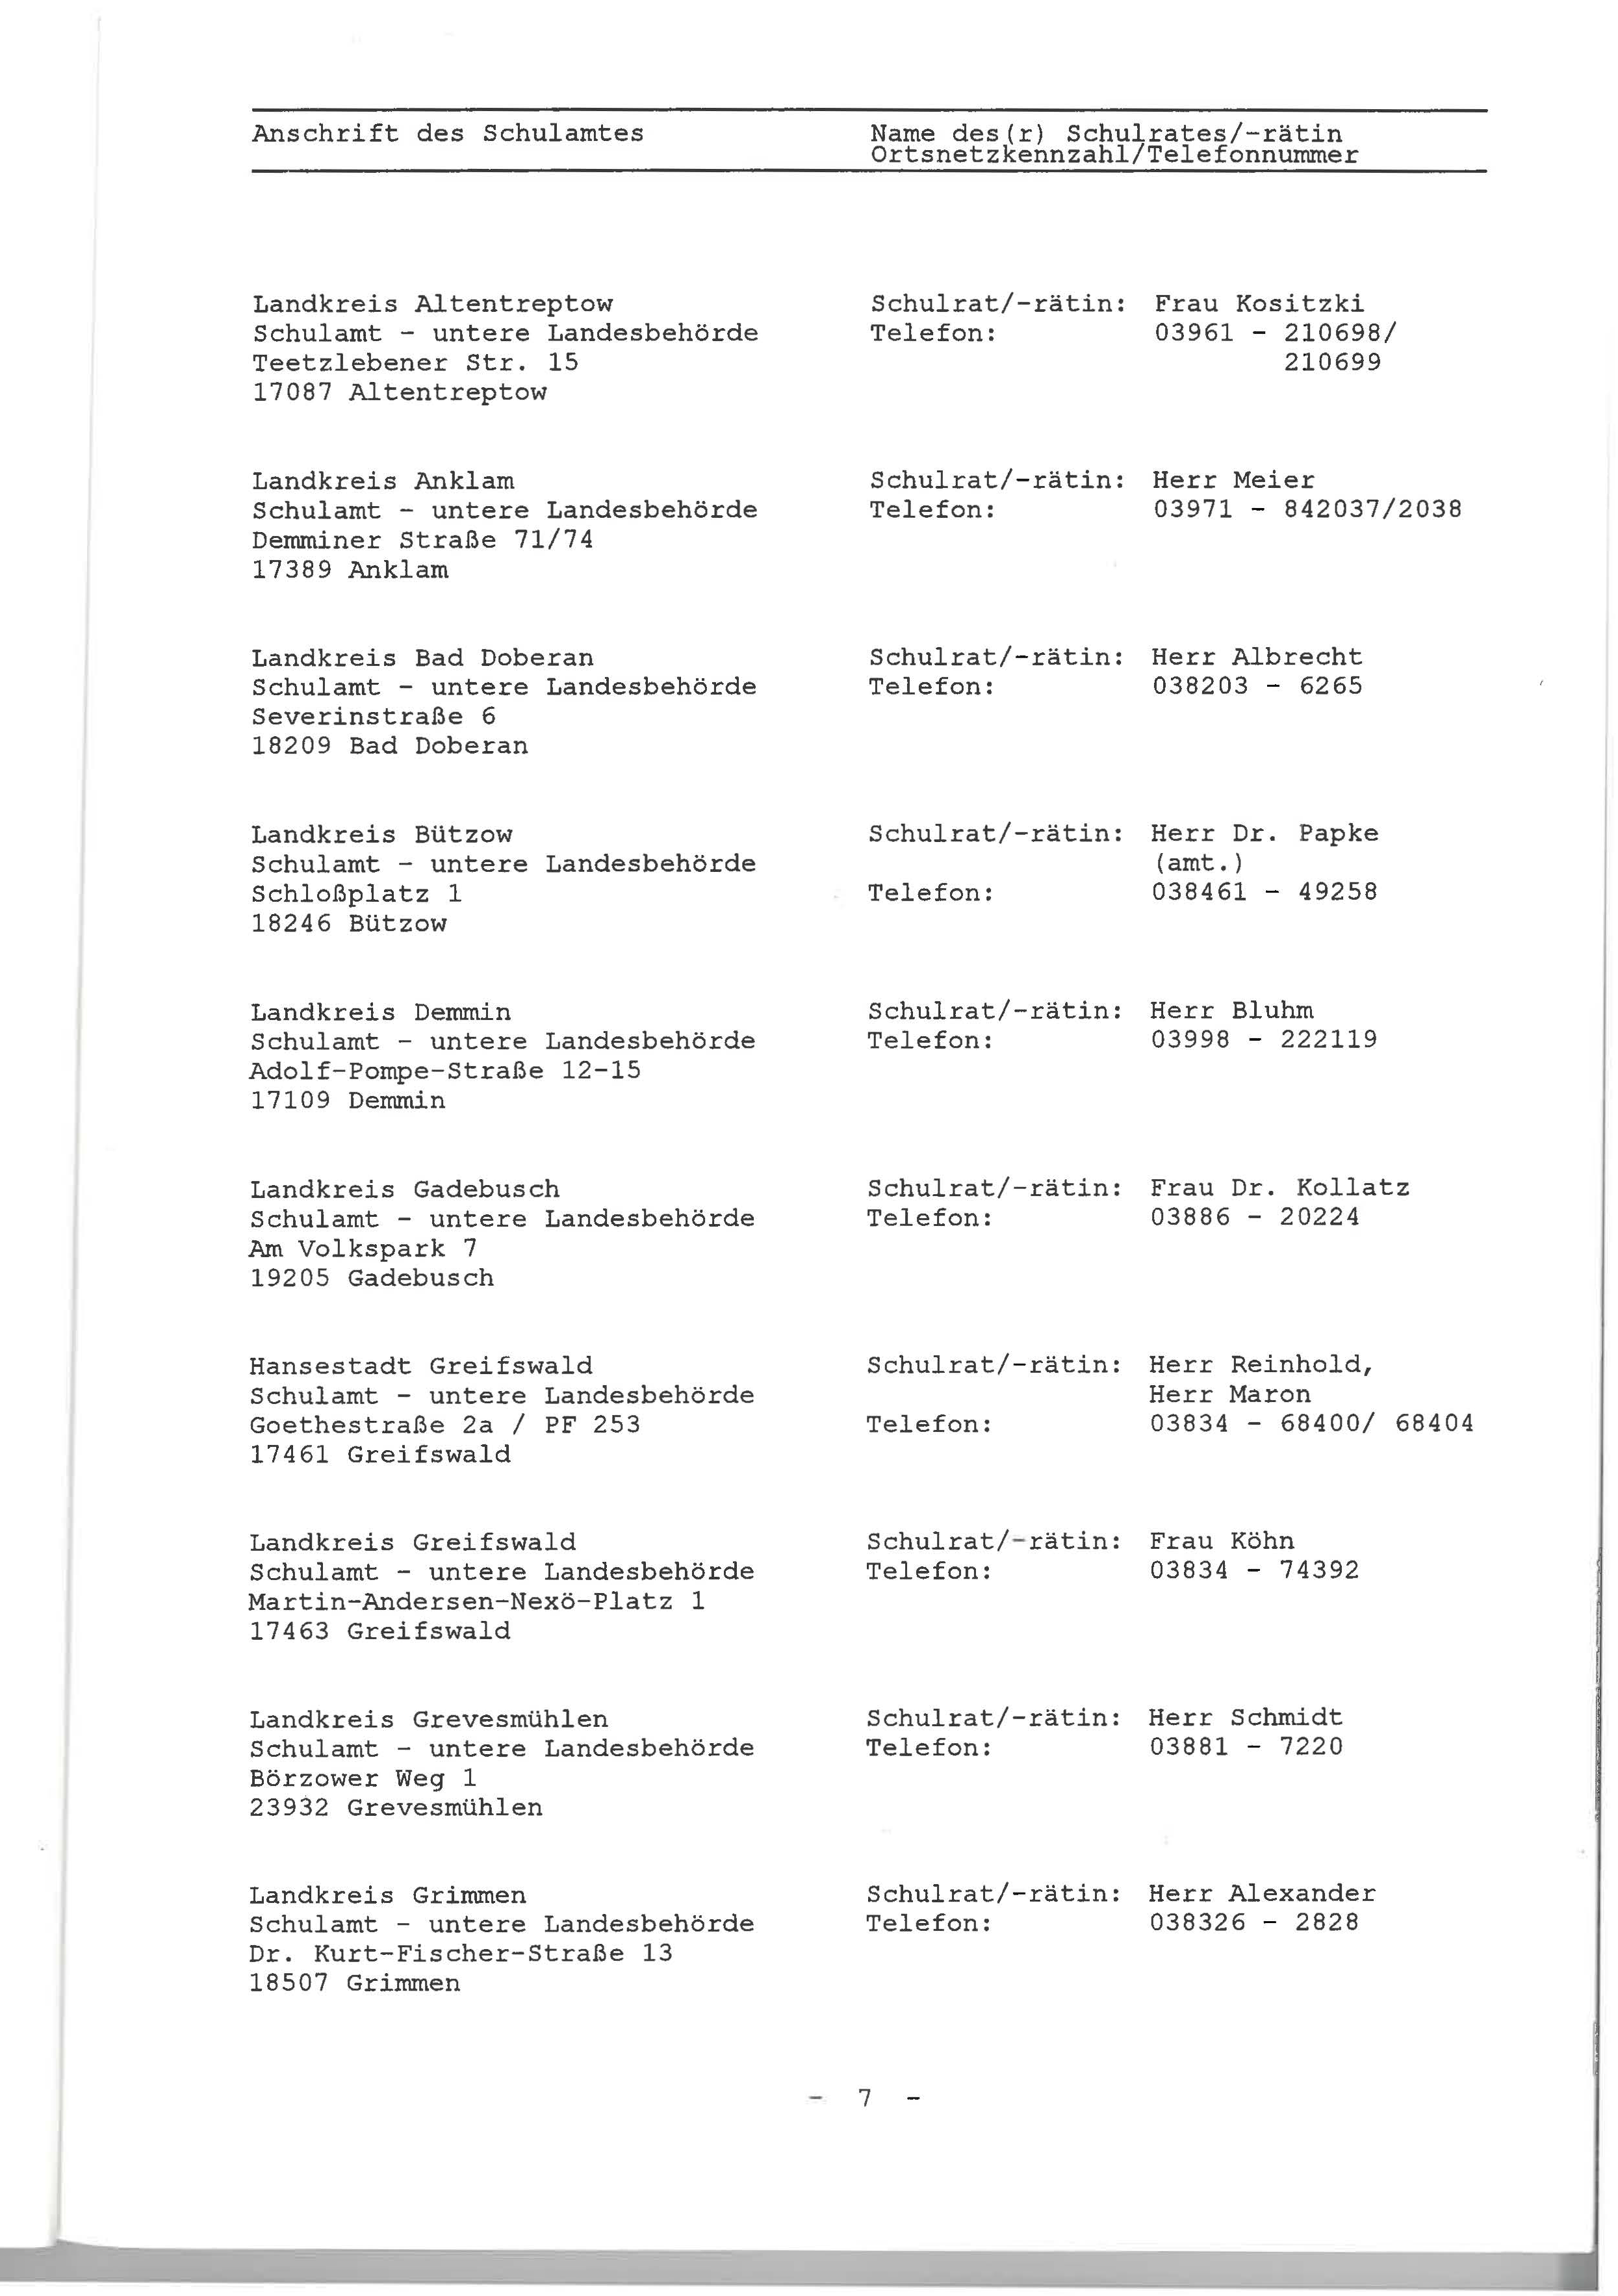 Anschrift des Schulamtes Name des(r) Schulrates/-rätin
Ortsnetzkennzahl/Telefonnummer
Landkreis Altentreptow Schulrat/-rätin: Frau Kositzki
Schulamt - untere Landesbehörde Telefon: 03961 - 210698/
Teetzlebener Str. 15 210699
17087 Altentreptow
Landkreis Anklam Schulrat/-rätin: Herr Meier
Schulamt - untere Landesbehörde Telefon: 03971 - 842037/2038
Demminer Straße 71/74
17389 Anklam
Landkreis Bad Doberan Schulrat/-rätin: Herr Albrecht
Schulamt - untere Landesbehörde Telefon: 038203 - 6265
Severinstraße 6
18209 Bad Doberan
Landkreis Bützow Schulrat/-rätin: Herr Dr. Papke
Schulamt - untere Landesbehörde (amt.)
Schloßplatz 1 Telefon: 038461 - 49258
18246 Bützow
Landkreis Demmin Schulrat/-rätin: Herr Bluhm
Schulamt - untere Landesbehörde Telefon: 03998 - 222119
Adolf-Pompe-Straße 12-15
17109 Demmin
Landkreis Gadebusch Schulrat/-rätin: Frau Dr. Kollatz
Schulamt - untere Landesbehörde Telefon: 03886 - 20224
Am Volkspark 7
19205 Gadebusch
Hansestadt Greifswald Schulrat/-rätin: Herr Reinhold,
Schulamt - untere Landesbehörde Herr Maron
Goethestraße 2a / PF 253 Telefon: 03834 - 68400/ 68404
17461 Greifswald
Landkreis Greifswald Schulrat/-rätin: Frau Köhn
Schulamt - untere Landesbehörde Telefon: 03834 - 74392
Martin-Andersen-Nexö-Platz 1
17463 Greifswald
Landkreis Grevesmühlen Schulrat/-rätin: Herr Schmidt
Schulamt - untere Landesbehörde Telefon: 03881 - 7220
Börzower Weg 1
23932 Grevesmühlen
Landkreis Grimmen Schulrat/-rätin: Herr Alexander
Schulamt - untere Landesbehörde Telefon: 038326 - 2828
Dr. Kurt-Fischer-Straße 13
18507 Grimmen
- 7 -